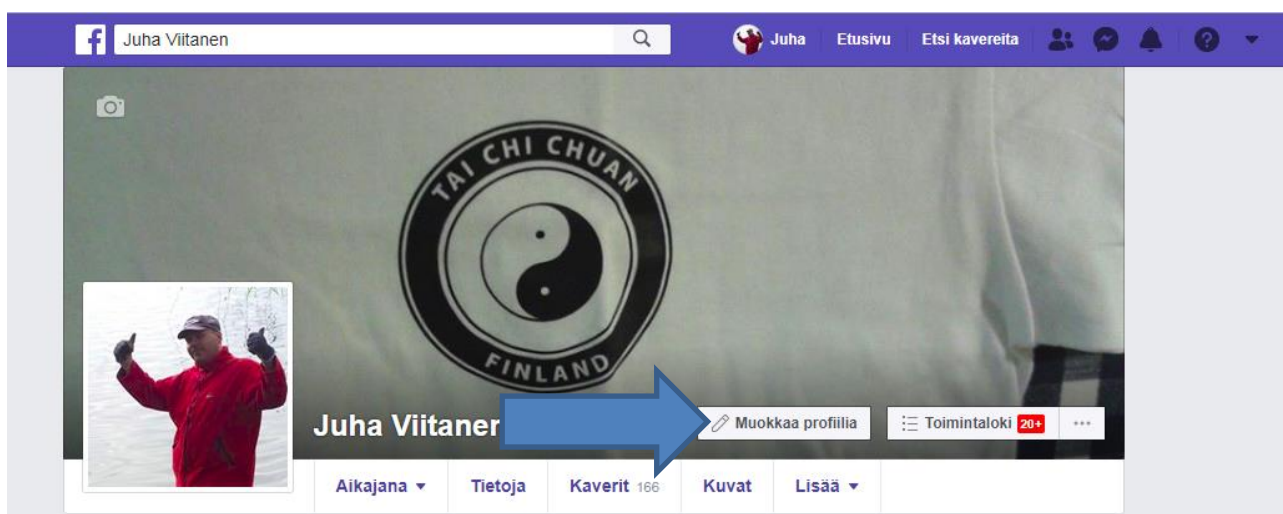 f Juha Viitanen Juha Etusivu Etsi kavereita ?
TAI CHI CHUAN
FINLAND
Juha Viitanen Muokkaa profiilia Toimintaloki 20+ ...
Aikajana Tietoja Kaverit 166 Kuvat Lisää